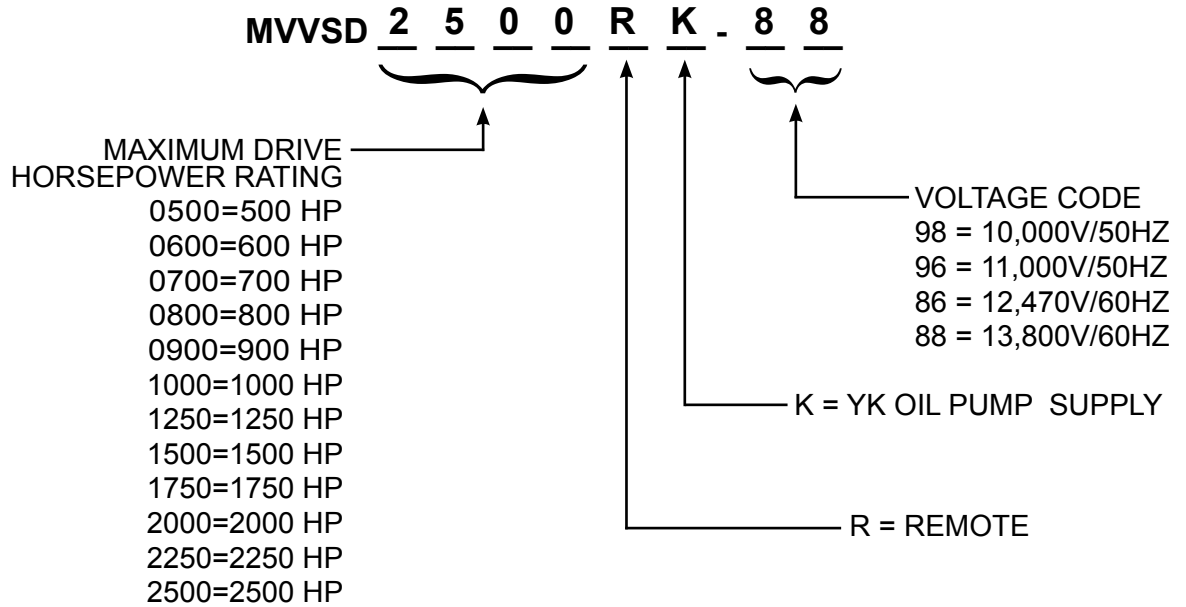 MVVSD 2 5 0 0 R K - 8 8
MAXIMUM DRIVE
HORSEPOWER RATING
0500=500 HP
0600=600 HP
0700=700 HP
0800=800 HP
0900=900 HP
1000=1000 HP
1250=1250 HP
1500=1500 HP
1750=1750 HP
2000=2000 HP
2250=2250 HP
2500=2500 HP
VOLTAGE CODE
98 = 10,000V/50HZ
96 = 11,000V/50HZ
86 = 12,470V/60HZ
88 = 13,800V/60HZ
K = YK OIL PUMP SUPPLY
R = REMOTE